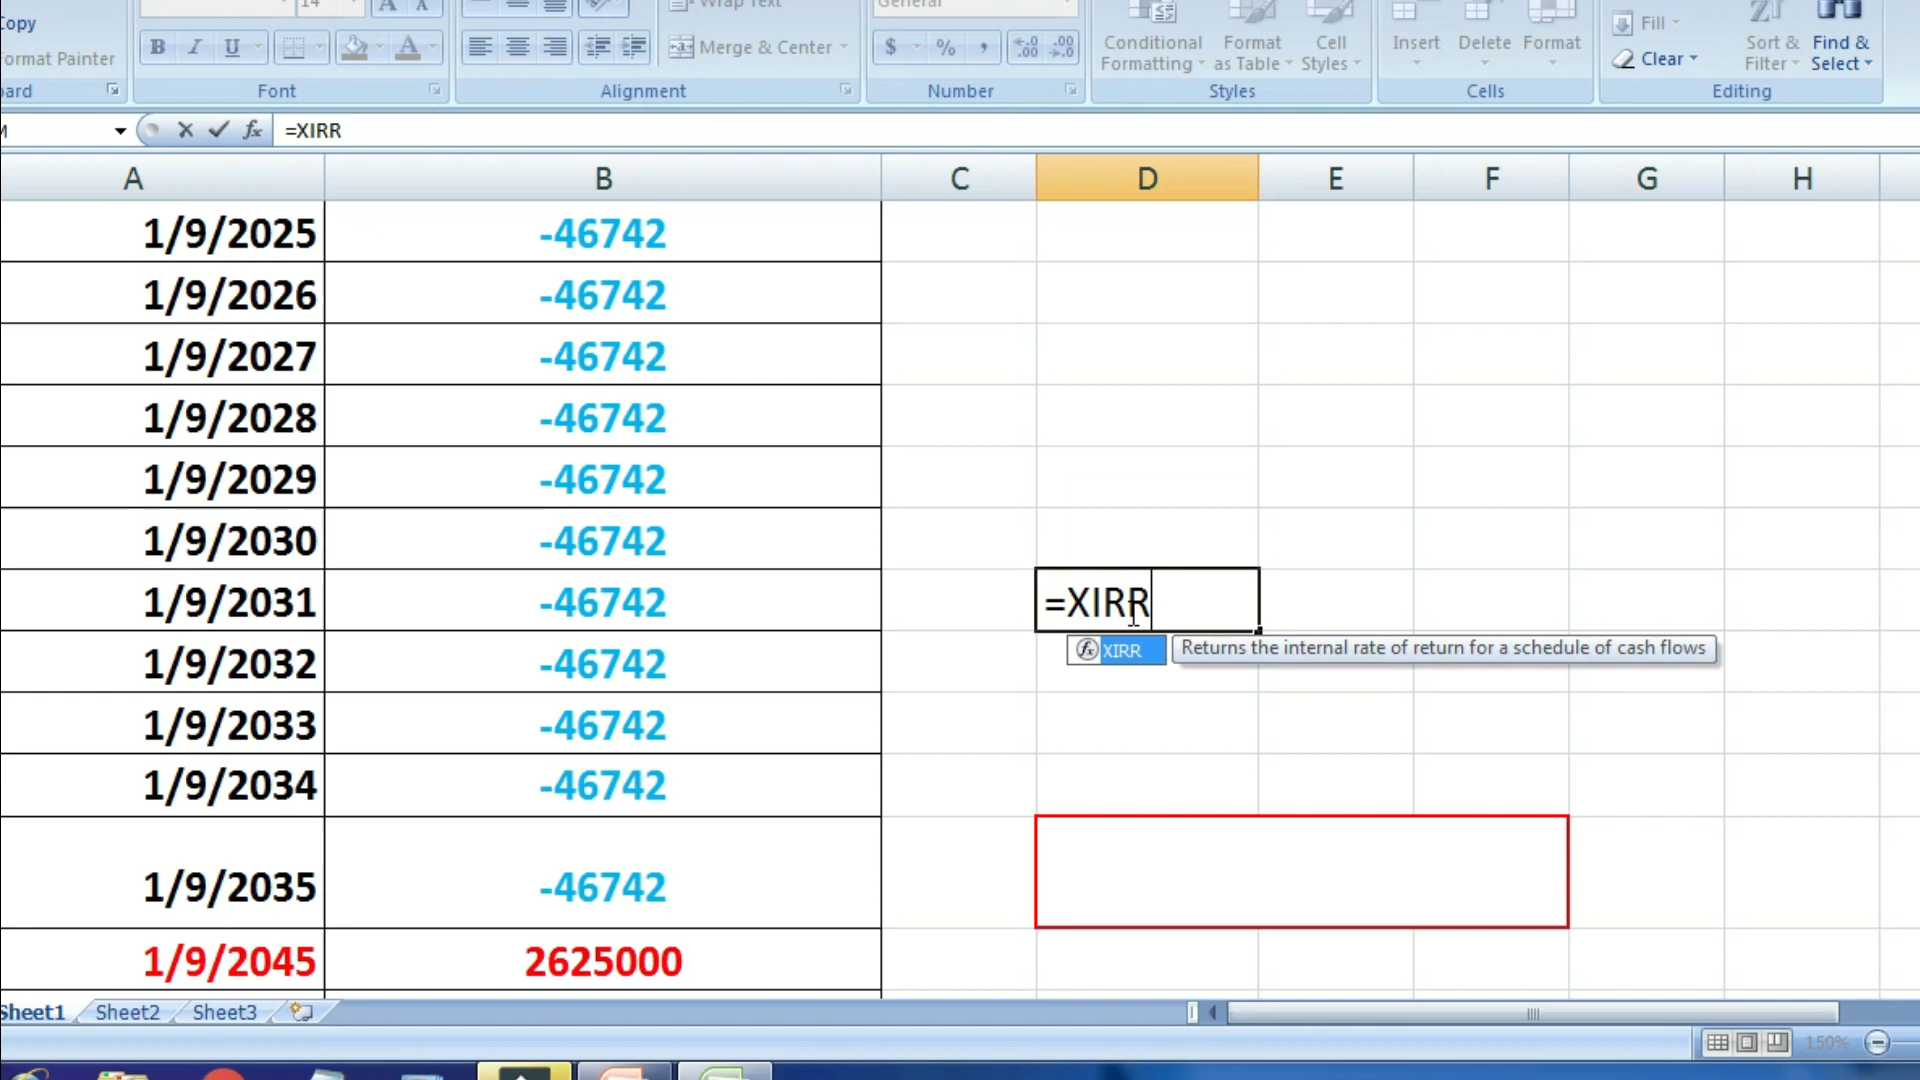 14
Wrap Text
General
Copy
Format Painter
B I U
Merge & Center
$ % ,
Conditional Formatting
Format as Table
Cell Styles
Insert
Delete
Format
Fill
Clear
Sort & Filter
Find & Select
Font
Alignment
Number
Styles
Cells
Editing
fx =XIRR
A B C D E F G H
1/9/2025 -46742
1/9/2026 -46742
1/9/2027 -46742
1/9/2028 -46742
1/9/2029 -46742
1/9/2030 -46742
1/9/2031 -46742 =XIRR
fx XIRR Returns the internal rate of return for a schedule of cash flows
1/9/2032 -46742
1/9/2033 -46742
1/9/2034 -46742
1/9/2035 -46742
1/9/2045 2625000
Sheet1 Sheet2 Sheet3
150%